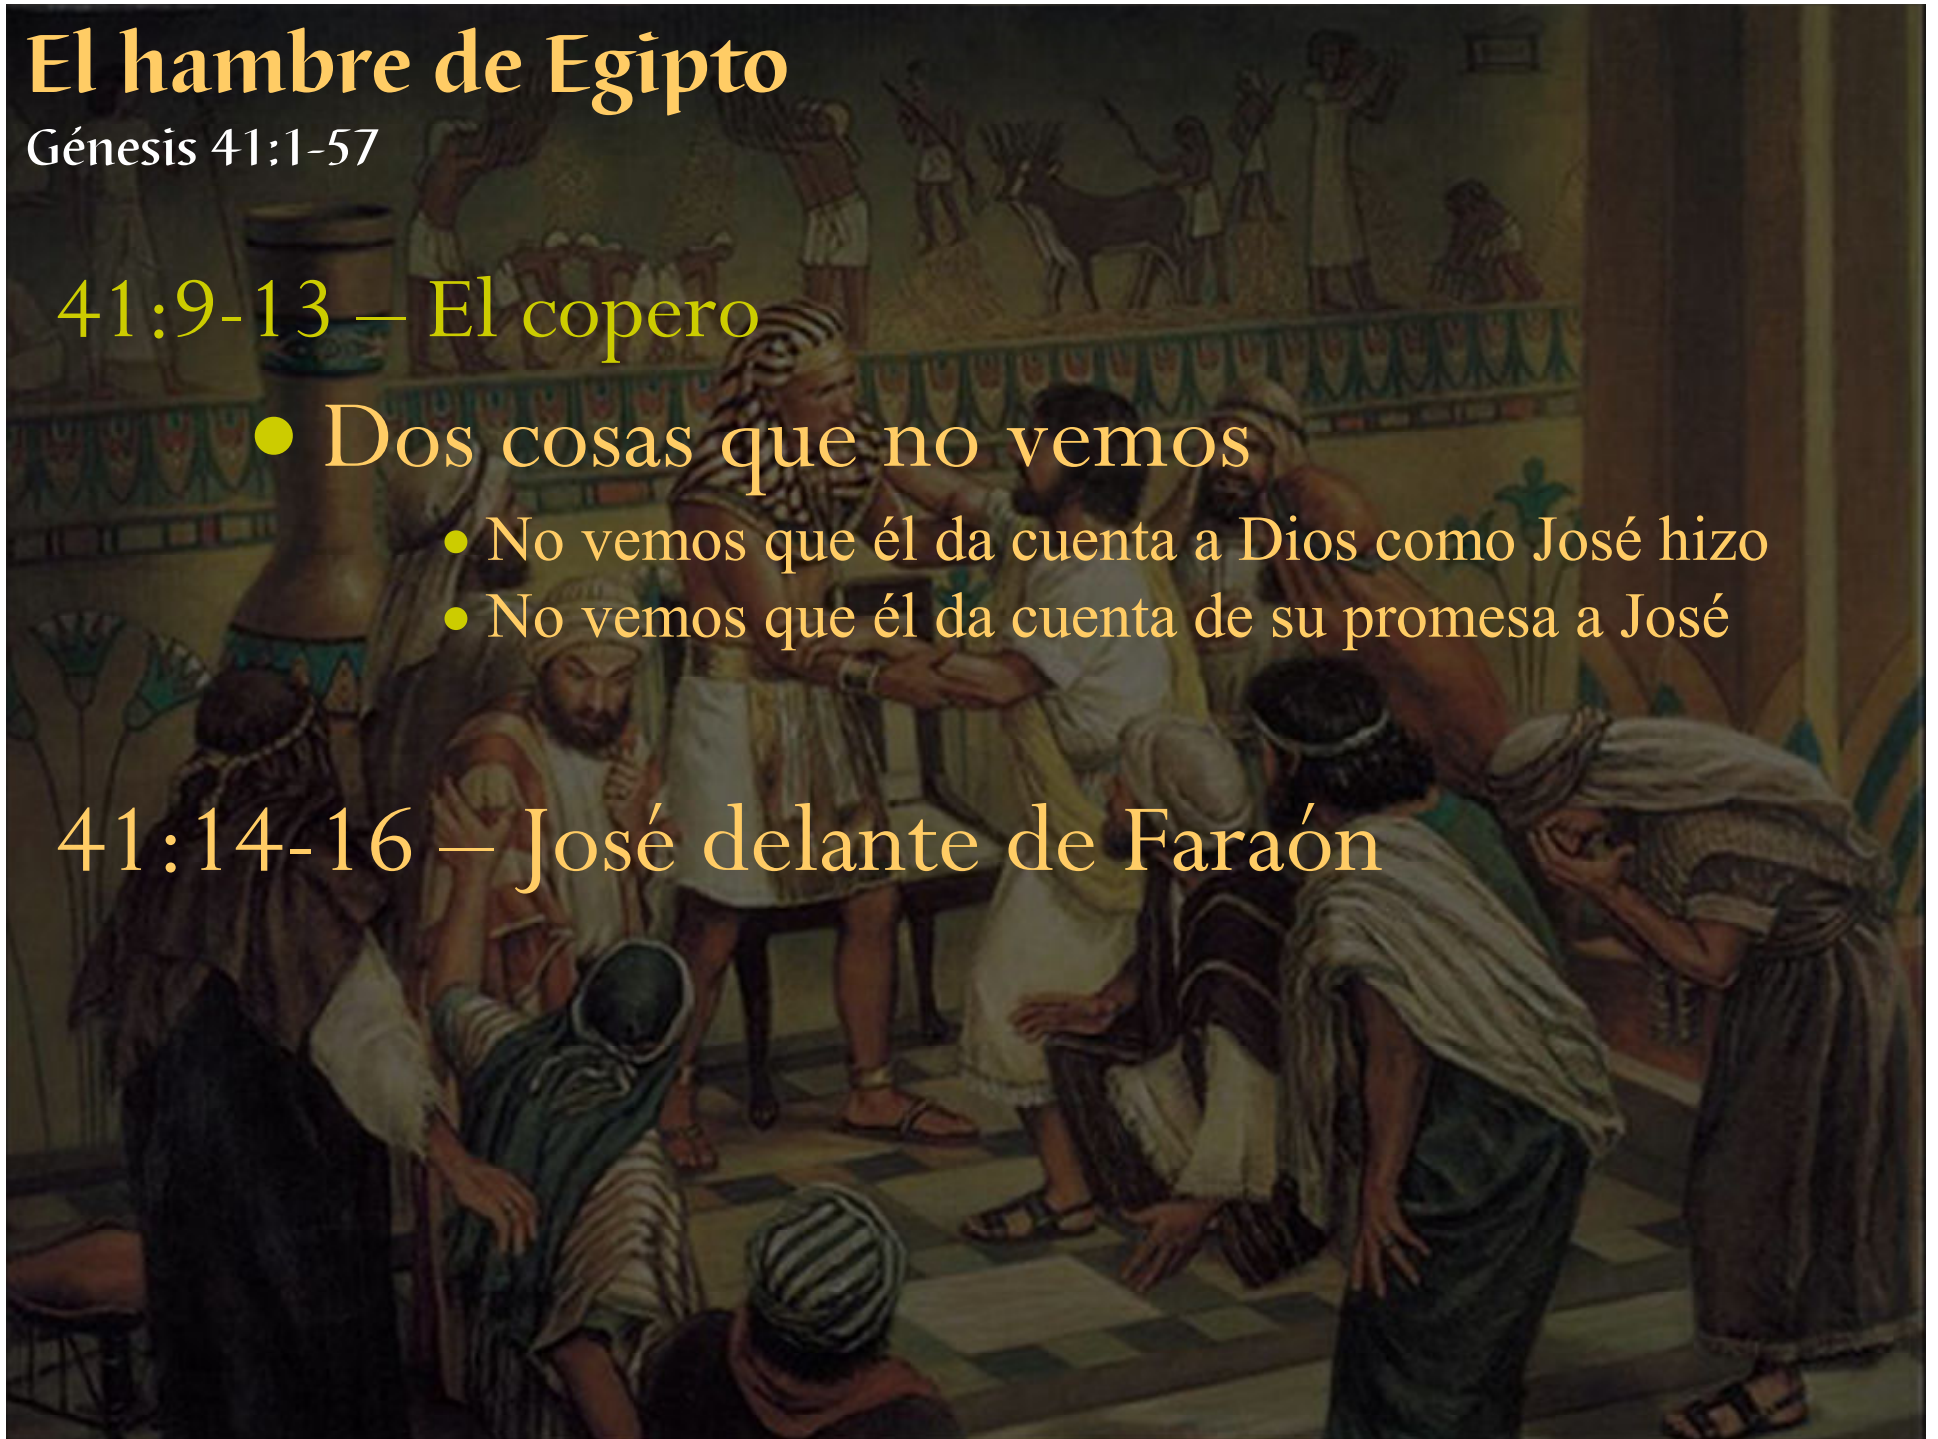 El hambre de Egipto
Génesis 41:1-57
41:9-13 – El copero
● Dos cosas que no vemos
● No vemos que él da cuenta a Dios como José hizo
● No vemos que él da cuenta de su promesa a José
41:14-16 – José delante de Faraón